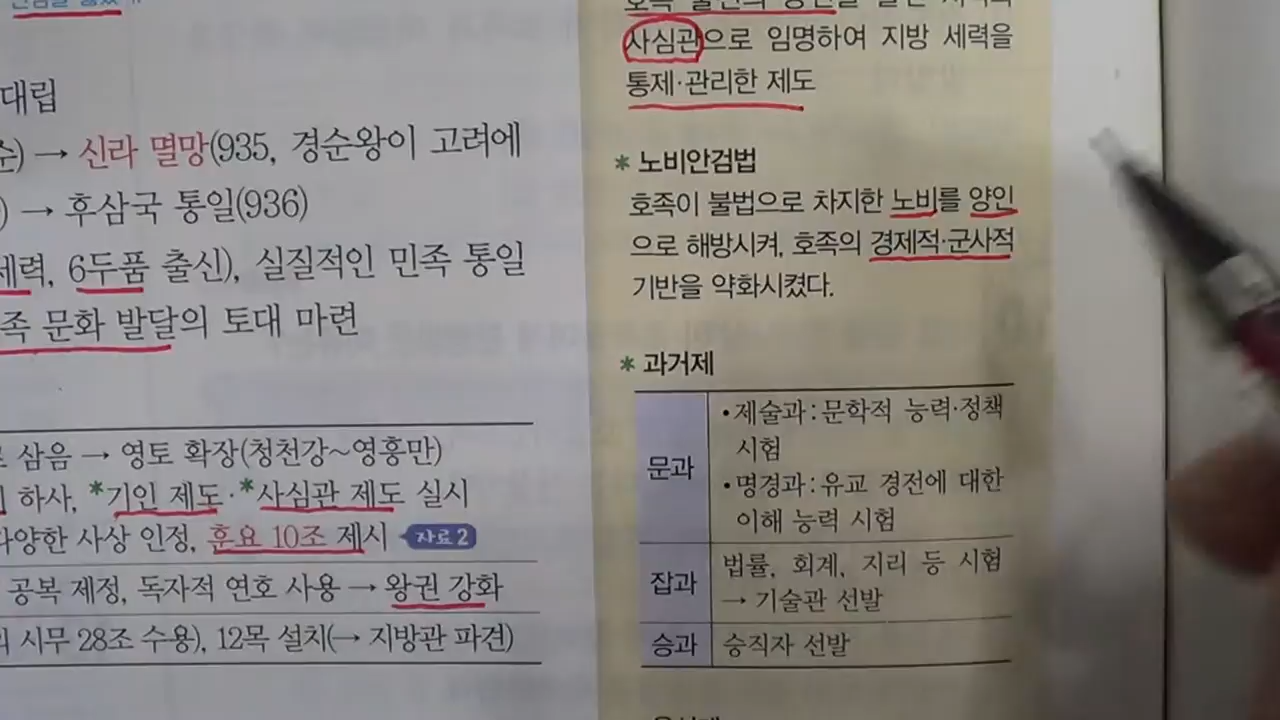 대립
→ 신라 멸망(935, 경순왕이 고려에
→ 후삼국 통일(936)
세력, 6두품 출신), 실질적인 민족 통일
족 문화 발달의 토대 마련
삼음 → 영토 확장(청천강~영흥만)
하사, *기인 제도·*사심관 제도 실시
다양한 사상 인정, 훈요 10조 제시 자료 2
공복 제정, 독자적 연호 사용 → 왕권 강화
시무 28조 수용), 12목 설치(→ 지방관 파견)
사심관으로 임명하여 지방 세력을
통제·관리한 제도
* 노비안검법
호족이 불법으로 차지한 노비를 양인
으로 해방시켜, 호족의 경제적·군사적
기반을 약화시켰다.
* 과거제
문과
• 제술과 : 문학적 능력·정책
시험
• 명경과 : 유교 경전에 대한
이해 능력 시험
잡과
법률, 회계, 지리 등 시험
→ 기술관 선발
승과
승직자 선발